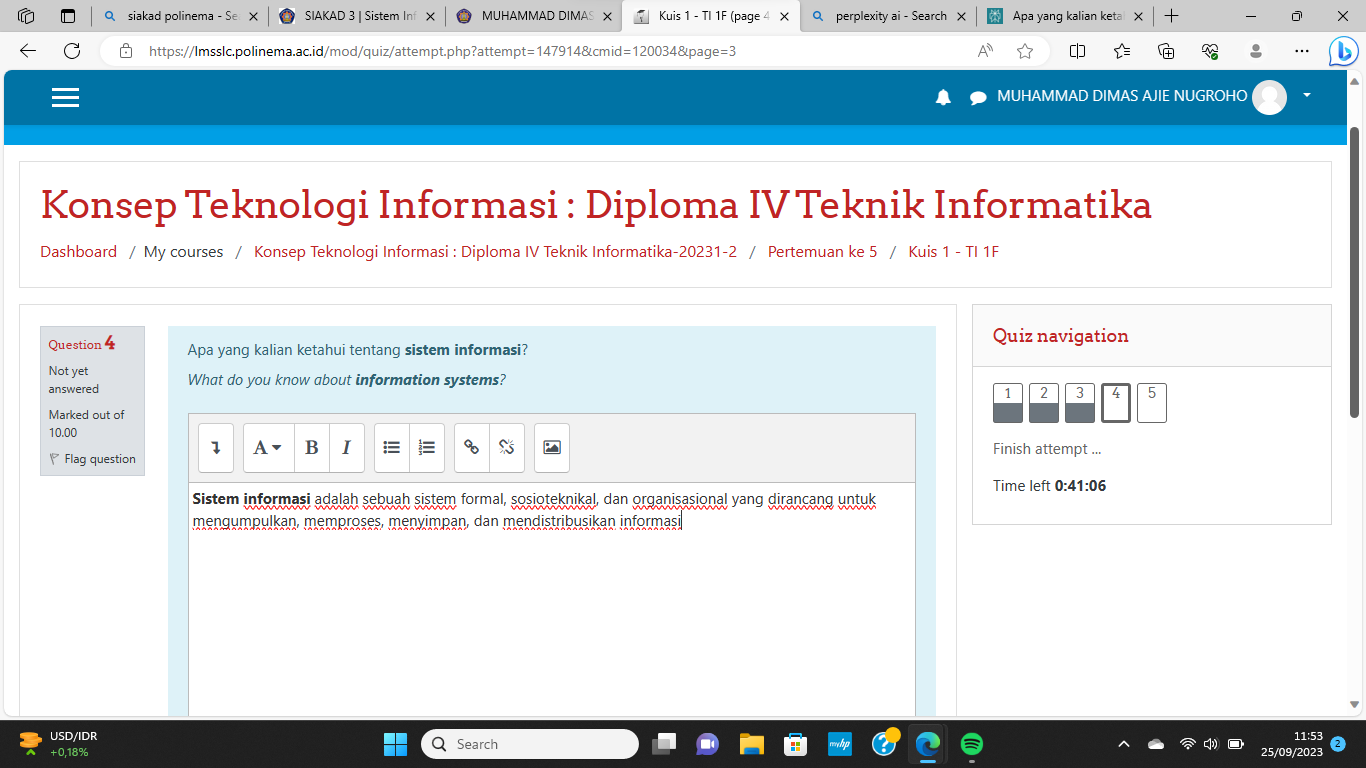 siakad polinema - Se
SIAKAD 3 | Sistem Inf
MUHAMMAD DIMAS
Kuis 1 - TI 1F (page 4
perplexity ai - Search
Apa yang kalian ketah
https://lmsslc.polinema.ac.id/mod/quiz/attempt.php?attempt=147914&cmid=120034&page=3
MUHAMMAD DIMAS AJIE NUGROHO
Konsep Teknologi Informasi : Diploma IV Teknik Informatika
Dashboard / My courses / Konsep Teknologi Informasi : Diploma IV Teknik Informatika-20231-2 / Pertemuan ke 5 / Kuis 1 - TI 1F
Question 4
Not yet
answered
Marked out of
10.00
Flag question
Apa yang kalian ketahui tentang sistem informasi?
What do you know about information systems?
A B I
Sistem informasi adalah sebuah sistem formal, sosioteknikal, dan organisasional yang dirancang untuk
mengumpulkan, memproses, menyimpan, dan mendistribusikan informasi
Quiz navigation
1 2 3 4 5
Finish attempt ...
Time left 0:41:06
USD/IDR
+0,18%
Search
myhp
11:53
25/09/2023
2